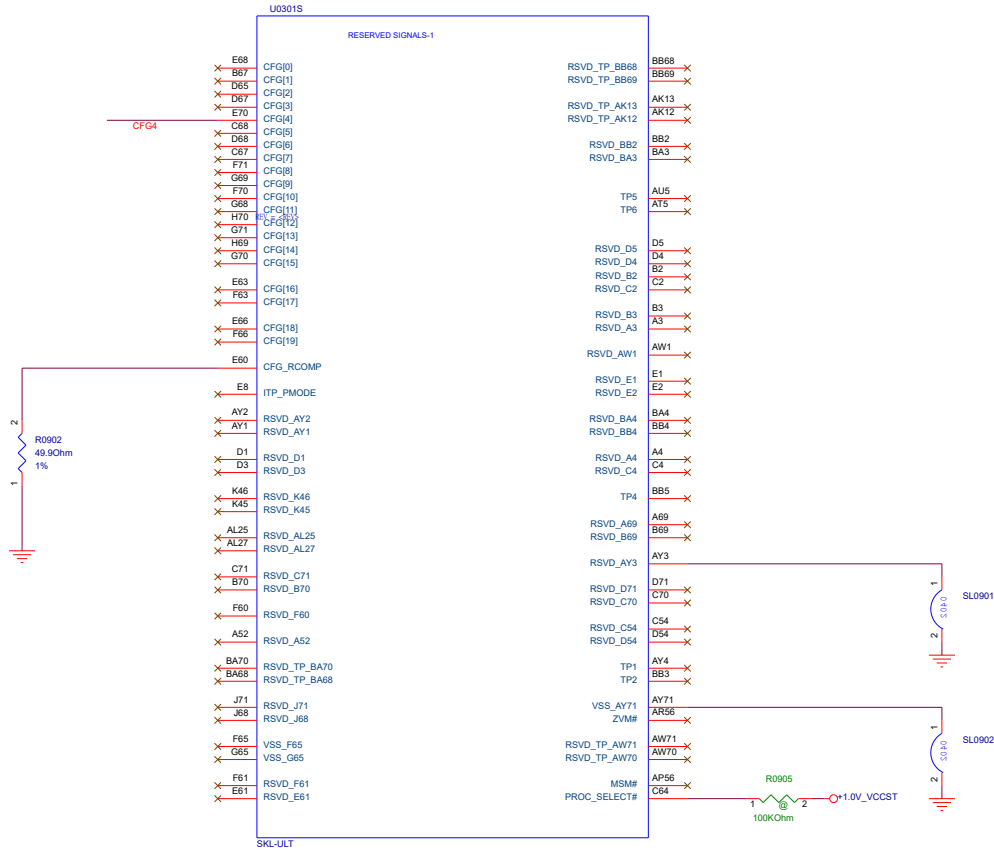 U0301S
RESERVED SIGNALS-1
E68 CFG[0] RSVD_TP_BB68 BB68
B67 CFG[1] RSVD_TP_BB69 BB69
D65 CFG[2]
D67 CFG[3] RSVD_TP_AK13 AK13
CFG4 E70 CFG[4] RSVD_TP_AK12 AK12
C68 CFG[5]
D68 CFG[6] RSVD_BB2 BB2
C67 CFG[7] RSVD_BA3 BA3
F71 CFG[8]
G69 CFG[9]
F70 CFG[10] TP5 AU5
G68 CFG[11] TP6 AT5
H70 CFG[12]
G71 CFG[13]
H69 CFG[14] RSVD_D5 D5
G70 CFG[15] RSVD_D4 D4
RSVD_B2 B2
E63 CFG[16] RSVD_C2 C2
F63 CFG[17]
RSVD_B3 B3
E66 CFG[18] RSVD_A3 A3
F66 CFG[19]
RSVD_AW1 AW1
E60 CFG_RCOMP
RSVD_E1 E1
E8 ITP_PMODE RSVD_E2 E2
AY2 RSVD_AY2 RSVD_BA4 BA4
AY1 RSVD_AY1 RSVD_BB4 BB4
2
R0902
49.9Ohm
1%
1
D1 RSVD_D1 RSVD_A4 A4
D3 RSVD_D3 RSVD_C4 C4
K46 RSVD_K46 TP4 BB5
K45 RSVD_K45
RSVD_A69 A69
AL25 RSVD_AL25 RSVD_B69 B69
AL27 RSVD_AL27
RSVD_AY3 AY3
C71 RSVD_C71
B70 RSVD_B70 RSVD_D71 D71
RSVD_C70 C70
1
SL0901
0402
2
F60 RSVD_F60
RSVD_C54 C54
A52 RSVD_A52 RSVD_D54 D54
BA70 RSVD_TP_BA70 TP1 AY4
BA68 RSVD_TP_BA68 TP2 BB3
J71 RSVD_J71 VSS_AY71 AY71
J68 RSVD_J68 ZVM# AR56
1
SL0902
0402
2
F65 VSS_F65 RSVD_TP_AW71 AW71
G65 VSS_G65 RSVD_TP_AW70 AW70
F61 RSVD_F61 MSM# AP56
E61 RSVD_E61 PROC_SELECT# C64
R0905
1 @ 2 +1.0V_VCCST
100KOhm
SKL-ULT